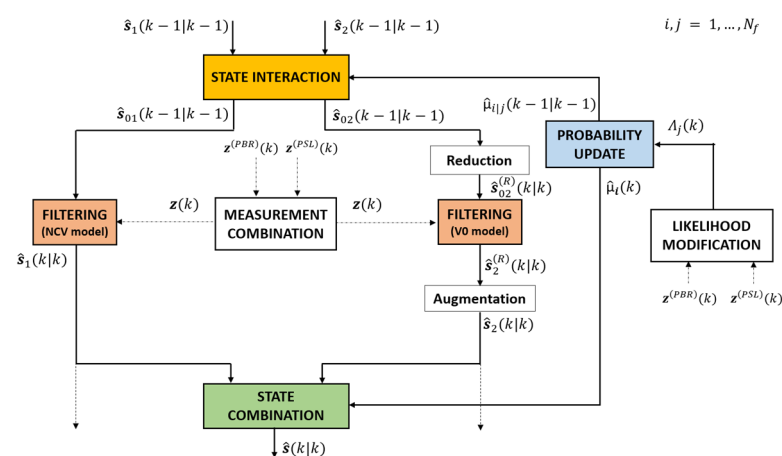 ŝ₁(k−1|k−1)
ŝ₂(k−1|k−1)
i,j = 1,…,N_f
STATE INTERACTION
ŝ₀₁(k−1|k−1)
ŝ₀₂(k−1|k−1)
μ̂_{i|j}(k−1|k−1)
PROBABILITY
UPDATE
Λ_j(k)
z^{(PBR)}(k)
z^{(PSL)}(k)
Reduction
ŝ₀₂^{(R)}(k|k)
μ̂_i(k)
FILTERING
(NCV model)
z(k)
MEASUREMENT
COMBINATION
z(k)
FILTERING
(V0 model)
LIKELIHOOD
MODIFICATION
ŝ₁(k|k)
ŝ₂^{(R)}(k|k)
z^{(PBR)}(k)
z^{(PSL)}(k)
Augmentation
ŝ₂(k|k)
STATE
COMBINATION
ŝ(k|k)